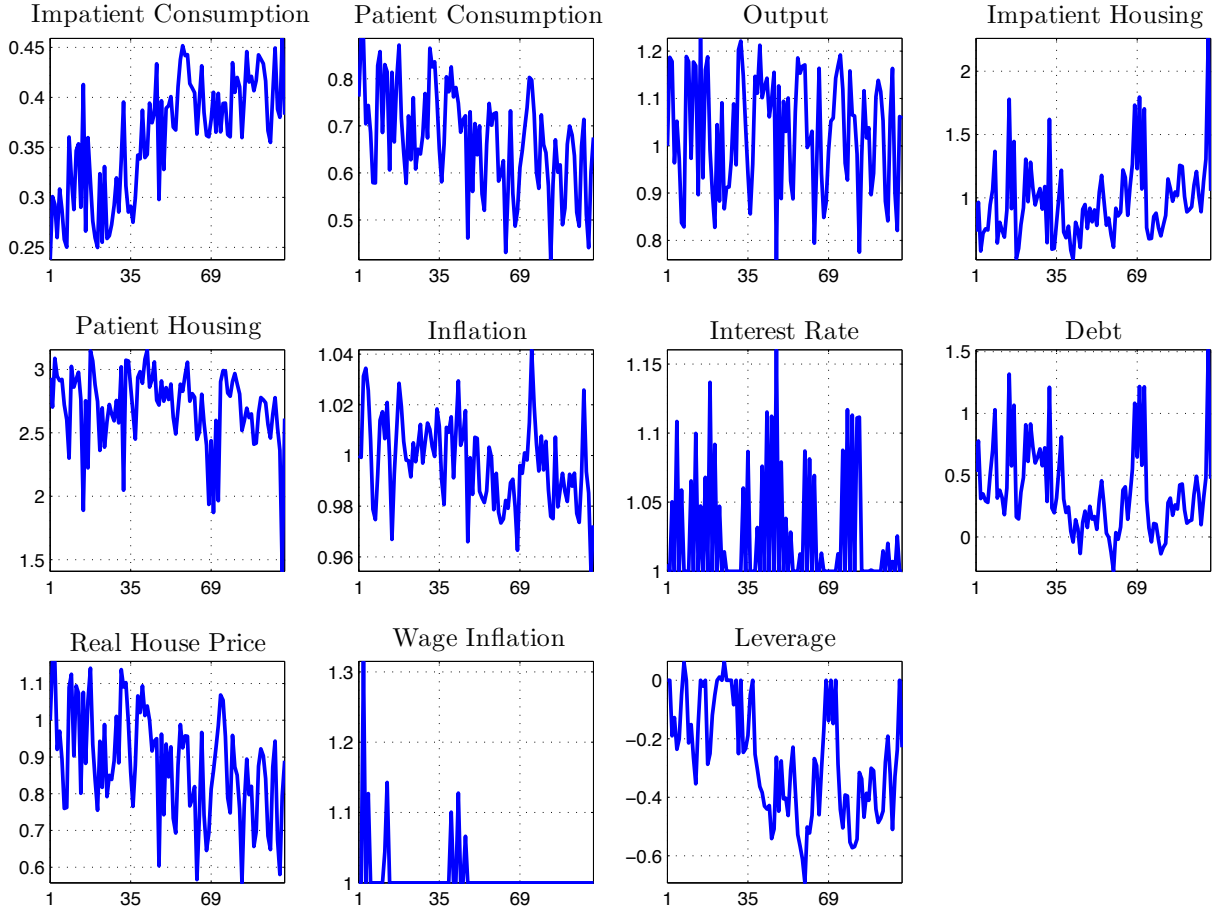 Impatient Consumption
0.45
0.4
0.35
0.3
0.25
1 35 69
Patient Consumption
0.8
0.7
0.6
0.5
1 35 69
Output
1.2
1.1
1
0.9
0.8
1 35 69
Impatient Housing
2
1.5
1
1 35 69
Patient Housing
3
2.5
2
1.5
1 35 69
Inflation
1.04
1.02
1
0.98
0.96
1 35 69
Interest Rate
1.15
1.1
1.05
1
1 35 69
Debt
1.5
1
0.5
0
1 35 69
Real House Price
1.1
1
0.9
0.8
0.7
0.6
1 35 69
Wage Inflation
1.3
1.2
1.1
1
1 35 69
Leverage
0
−0.2
−0.4
−0.6
1 35 69